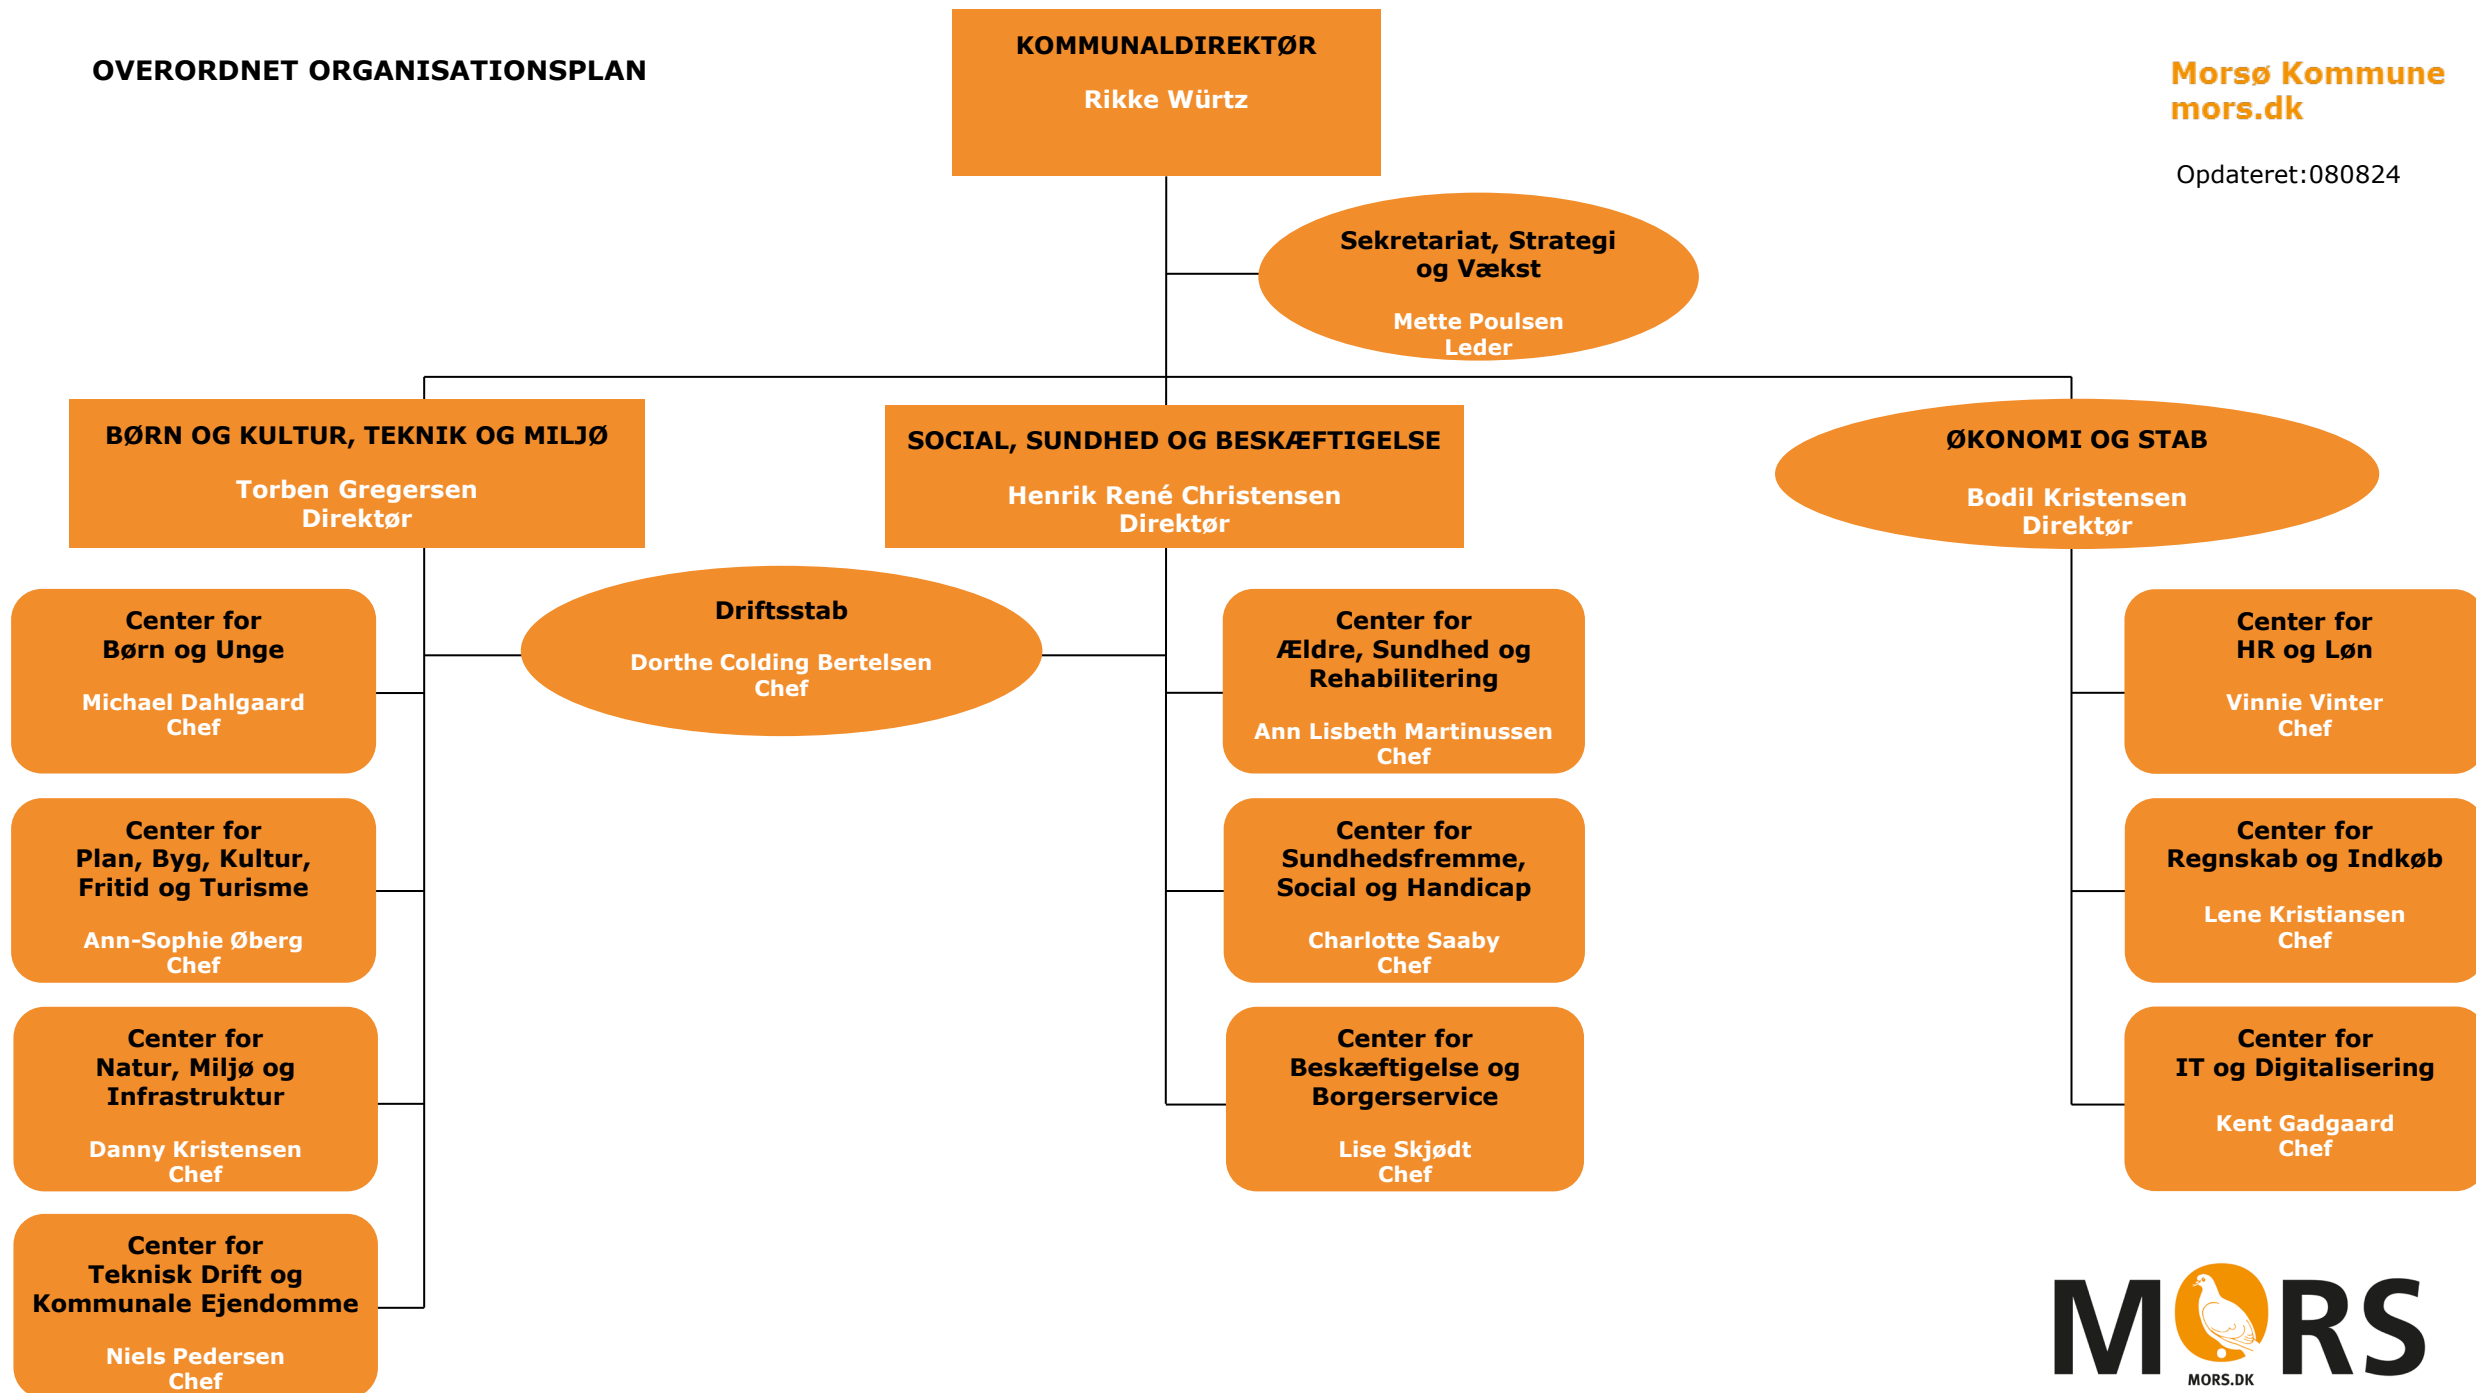 OVERORDNET ORGANISATIONSPLAN
KOMMUNALDIREKTØR
Rikke Würtz
Morsø Kommune
mors.dk
Opdateret:080824
Sekretariat, Strategi
og Vækst
Mette Poulsen
Leder
BØRN OG KULTUR, TEKNIK OG MILJØ
Torben Gregersen
Direktør
SOCIAL, SUNDHED OG BESKÆFTIGELSE
Henrik René Christensen
Direktør
ØKONOMI OG STAB
Bodil Kristensen
Direktør
Driftsstab
Dorthe Colding Bertelsen
Chef
Center for
Børn og Unge
Michael Dahlgaard
Chef
Center for
Plan, Byg, Kultur,
Fritid og Turisme
Ann-Sophie Øberg
Chef
Center for
Natur, Miljø og
Infrastruktur
Danny Kristensen
Chef
Center for
Teknisk Drift og
Kommunale Ejendomme
Niels Pedersen
Chef
Center for
Ældre, Sundhed og
Rehabilitering
Ann Lisbeth Martinussen
Chef
Center for
Sundhedsfremme,
Social og Handicap
Charlotte Saaby
Chef
Center for
Beskæftigelse og
Borgerservice
Lise Skjødt
Chef
Center for
HR og Løn
Vinnie Vinter
Chef
Center for
Regnskab og Indkøb
Lene Kristiansen
Chef
Center for
IT og Digitalisering
Kent Gadgaard
Chef
MORS
MORS.DK